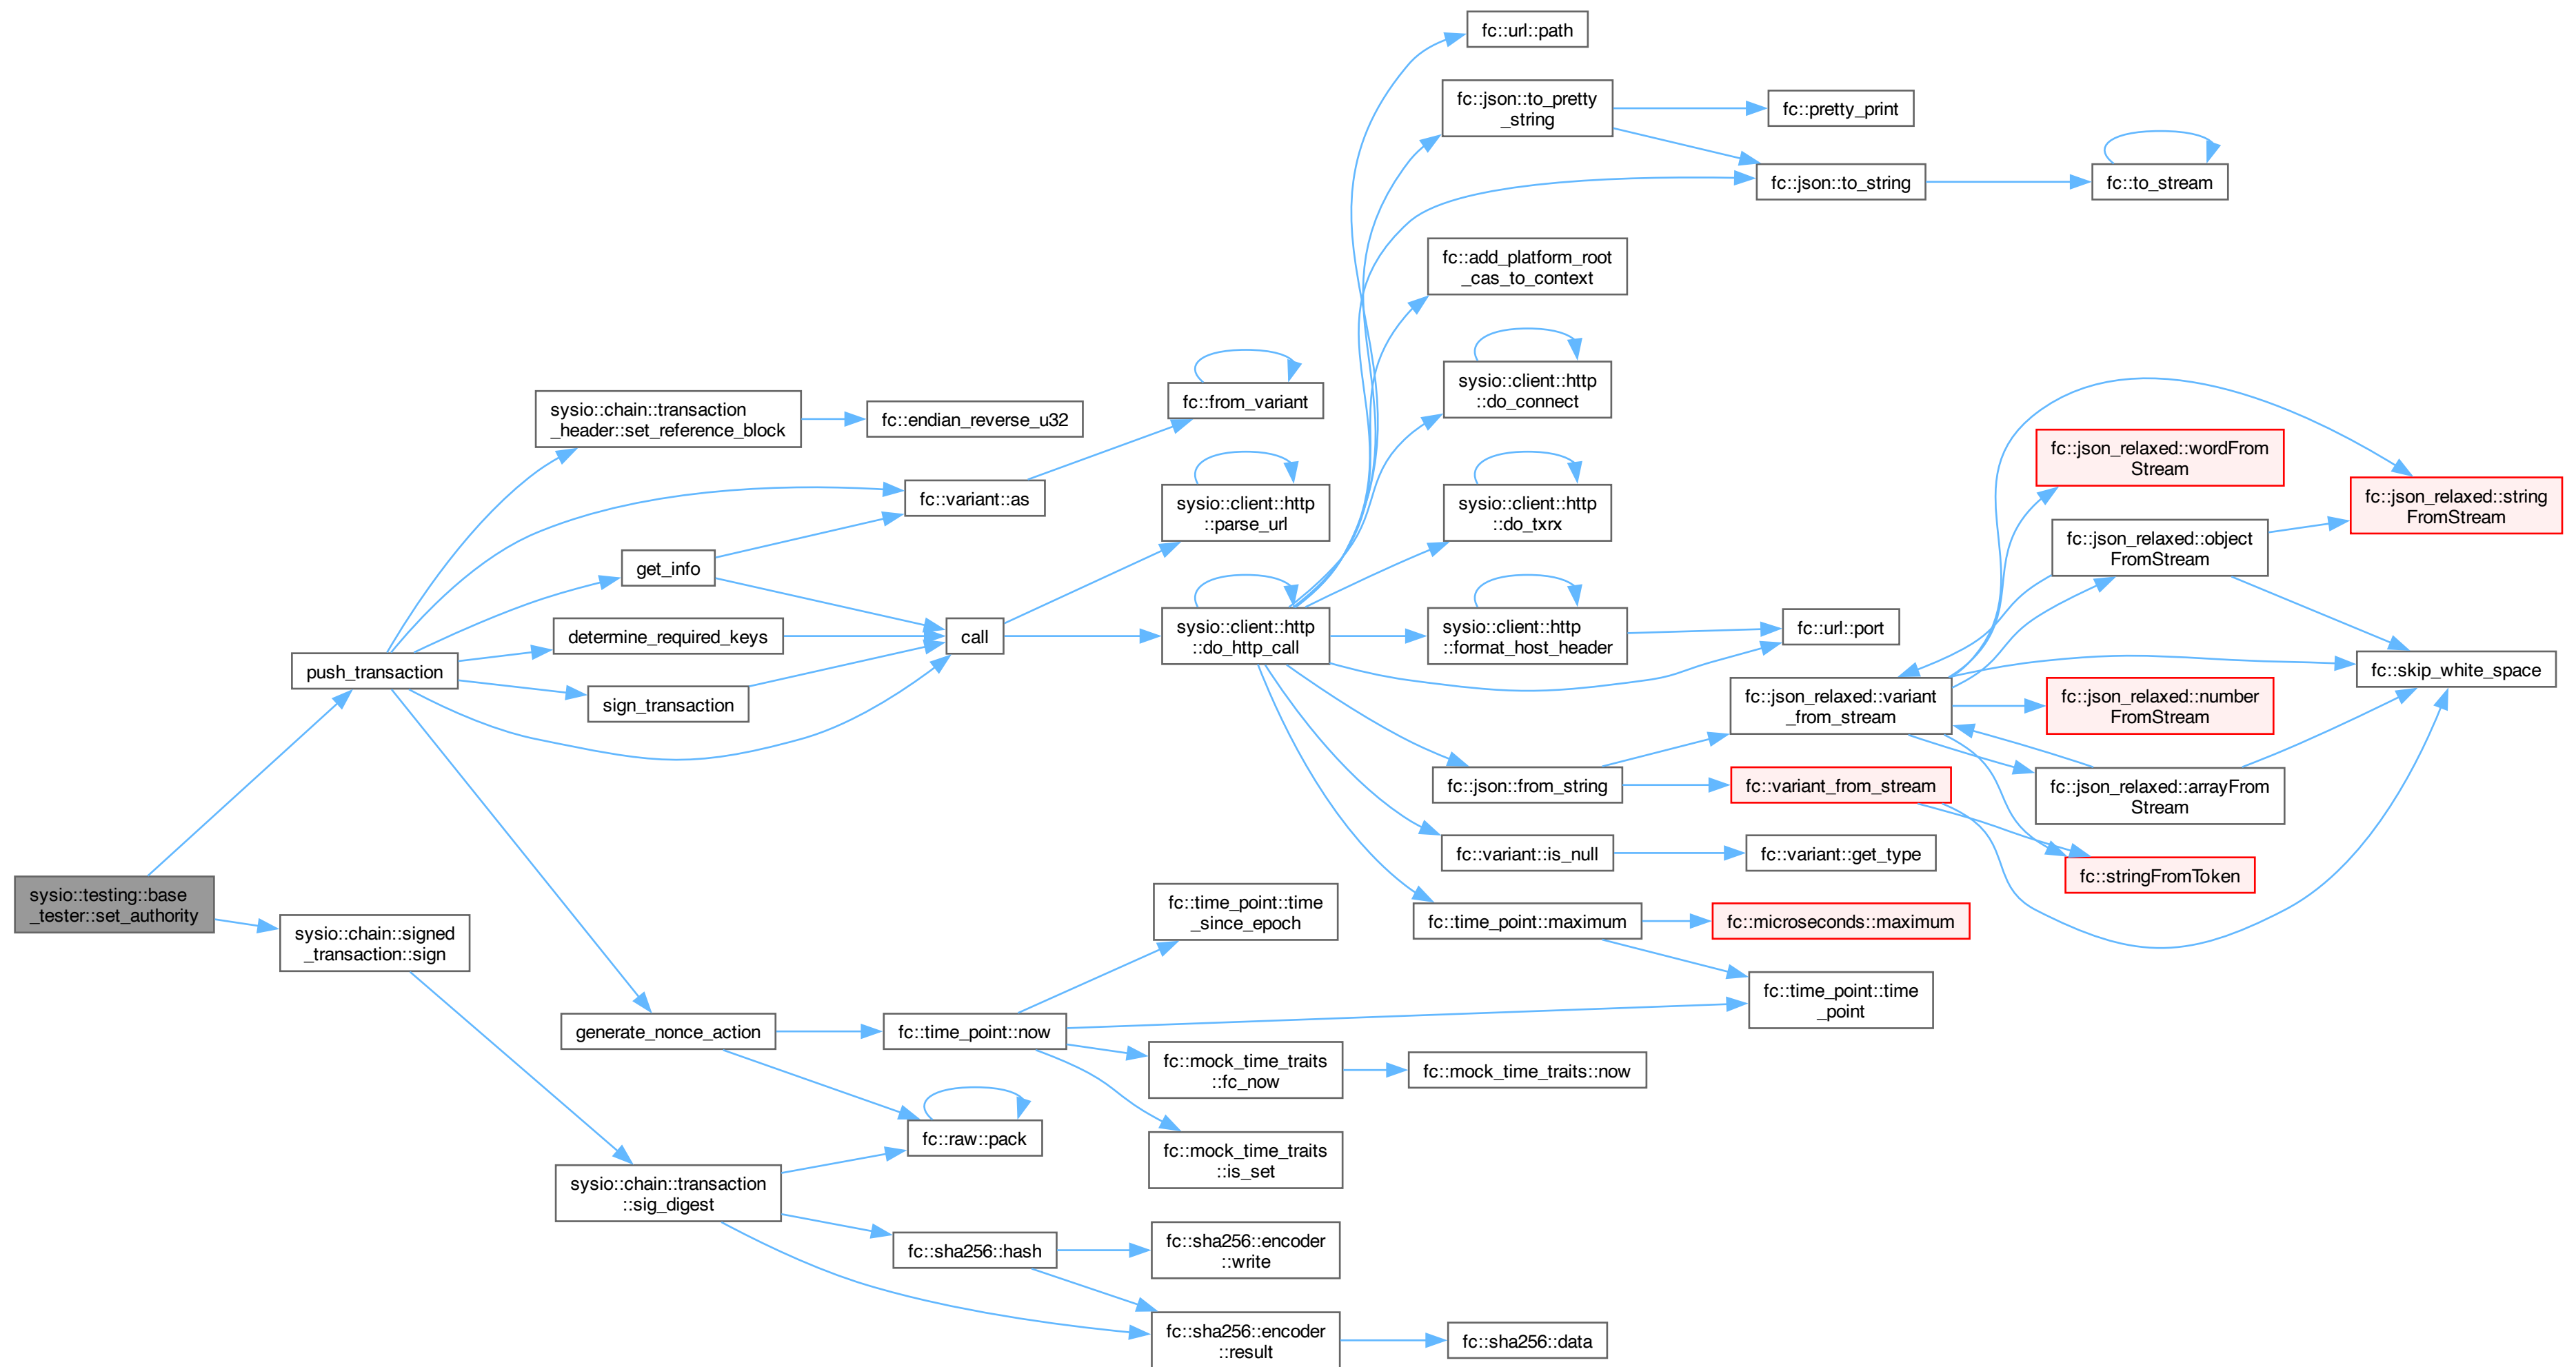 sysio::testing::base
_tester::set_authority
push_transaction
sysio::chain::signed
_transaction::sign
sysio::chain::transaction
_header::set_reference_block
get_info
determine_required_keys
sign_transaction
generate_nonce_action
sysio::chain::transaction
::sig_digest
fc::endian_reverse_u32
fc::variant::as
call
fc::time_point::now
fc::raw::pack
fc::sha256::hash
fc::from_variant
sysio::client::http
::parse_url
sysio::client::http
::do_http_call
fc::time_point::time
_since_epoch
fc::mock_time_traits
::fc_now
fc::mock_time_traits
::is_set
fc::sha256::encoder
::write
fc::sha256::encoder
::result
fc::url::path
fc::json::to_pretty
_string
fc::add_platform_root
_cas_to_context
sysio::client::http
::do_connect
sysio::client::http
::do_txrx
sysio::client::http
::format_host_header
fc::json::from_string
fc::variant::is_null
fc::time_point::maximum
fc::mock_time_traits::now
fc::sha256::data
fc::pretty_print
fc::json::to_string
fc::url::port
fc::json_relaxed::variant
_from_stream
fc::variant_from_stream
fc::variant::get_type
fc::microseconds::maximum
fc::time_point::time
_point
fc::to_stream
fc::json_relaxed::wordFrom
Stream
fc::json_relaxed::object
FromStream
fc::json_relaxed::number
FromStream
fc::json_relaxed::arrayFrom
Stream
fc::stringFromToken
fc::json_relaxed::string
FromStream
fc::skip_white_space